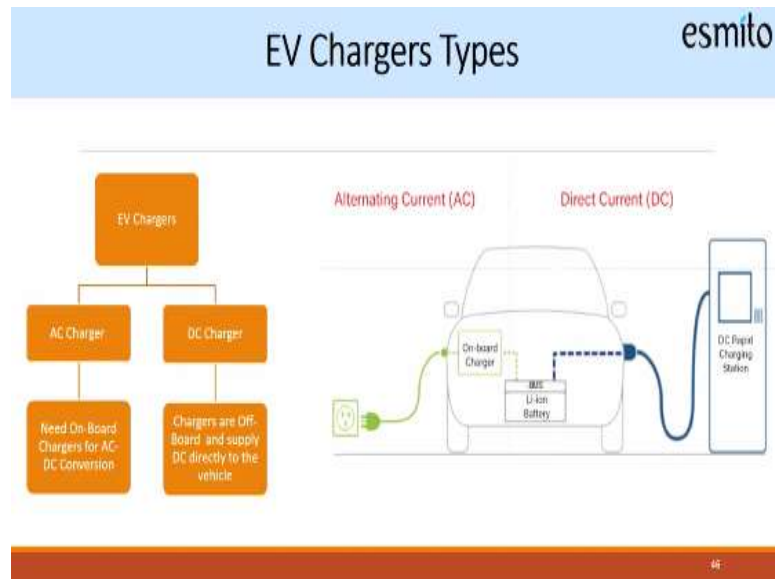 esmito
EV Chargers Types
EV Chargers
AC Charger
DC Charger
Need On-Board
Chargers for AC-
DC Conversion
Chargers are Off-
Board and supply
DC directly to the
vehicle
Alternating Current (AC)
Direct Current (DC)
On-board
Charger
BMS
Li-ion
Battery
DC Rapid
Charging
Station
46